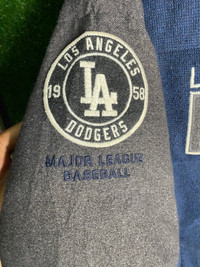 LOS ANGELES
19 LA 58
DODGERS
MAJOR LEAGUE
BASEBALL
L